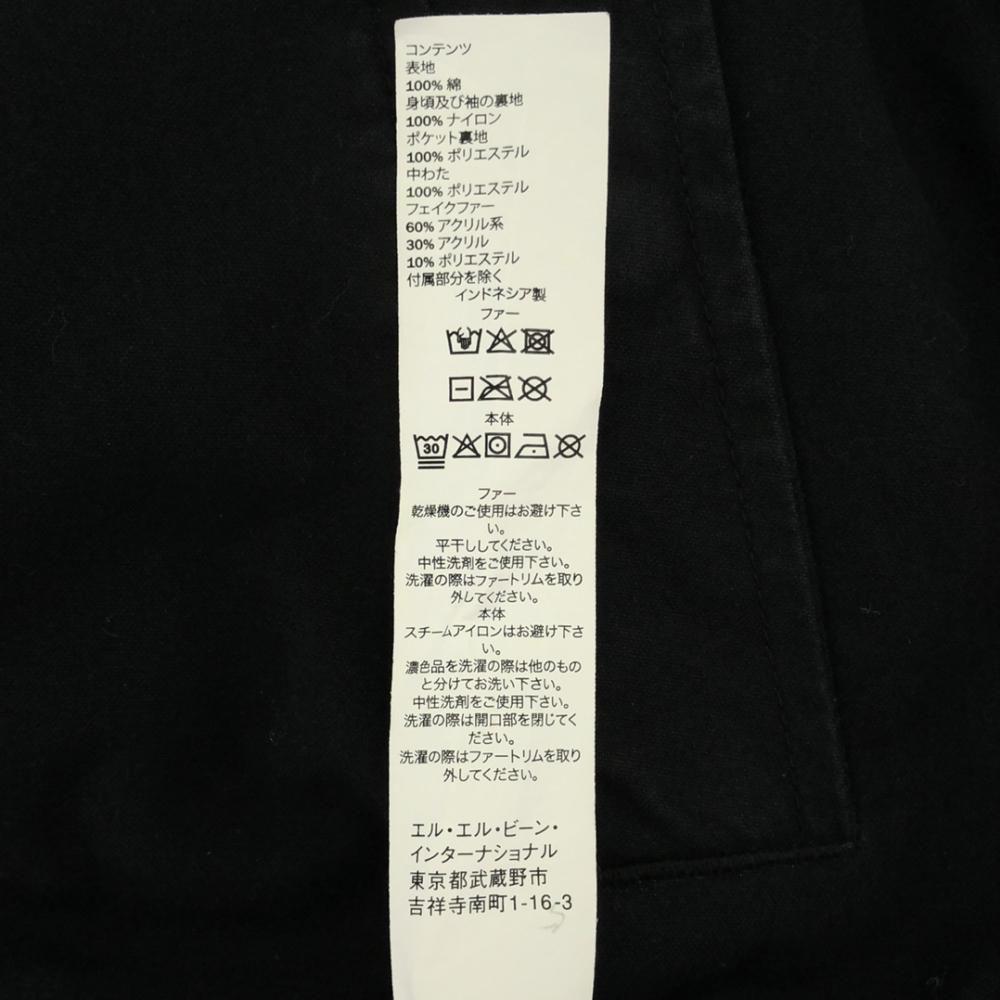 コンテンツ
表地
100% 綿
身頃及び袖の裏地
100% ナイロン
ポケット裏地
100% ポリエステル
中わた
100% ポリエステル
フェイクファー
60% アクリル系
30% アクリル
10% ポリエステル
付属部分を除く
インドネシア製
ファー
本体
30
ファー
乾燥機のご使用はお避け下さ
い。
平干ししてください。
中性洗剤をご使用下さい。
洗濯の際はファートリムを取り
外してください。
本体
スチームアイロンはお避け下さ
い。
濃色品を洗濯の際は他のもの
と分けてお洗い下さい。
中性洗剤をご使用下さい。
洗濯の際は開口部を閉じてく
ださい。
洗濯の際はファートリムを取り
外してください。
エル・エル・ビーン・
インターナショナル
東京都武蔵野市
吉祥寺南町1-16-3